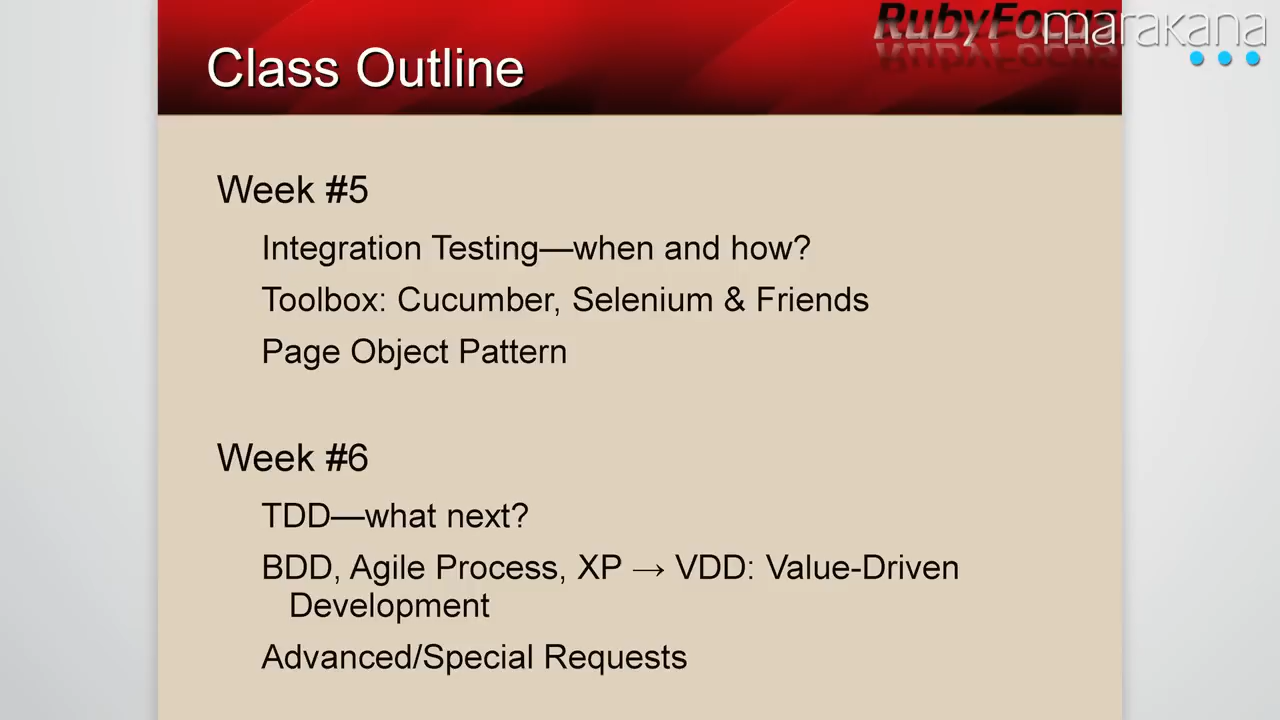 RubyFocus
marakana
Class Outline
Week #5
Integration Testing—when and how?
Toolbox: Cucumber, Selenium & Friends
Page Object Pattern
Week #6
TDD—what next?
BDD, Agile Process, XP → VDD: Value-Driven
Development
Advanced/Special Requests